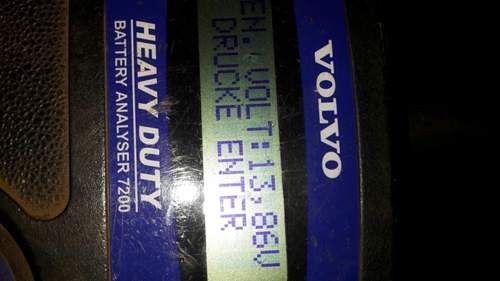 VOLVO
EN. VOLT:13,86V
DRUCKE ENTER
HEAVY DUTY
BATTERY ANALYSER 7200